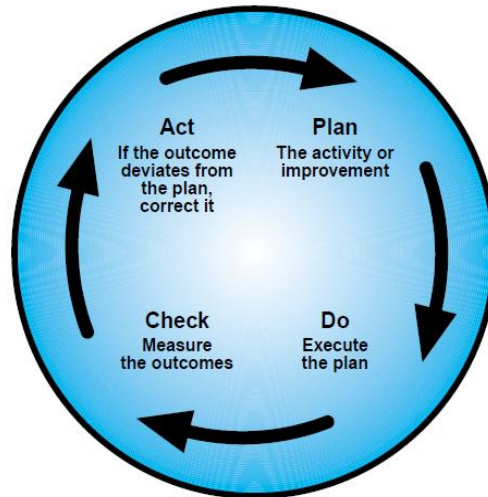 Act
If the outcome
deviates from
the plan,
correct it
Plan
The activity or
improvement
Check
Measure
the outcomes
Do
Execute
the plan